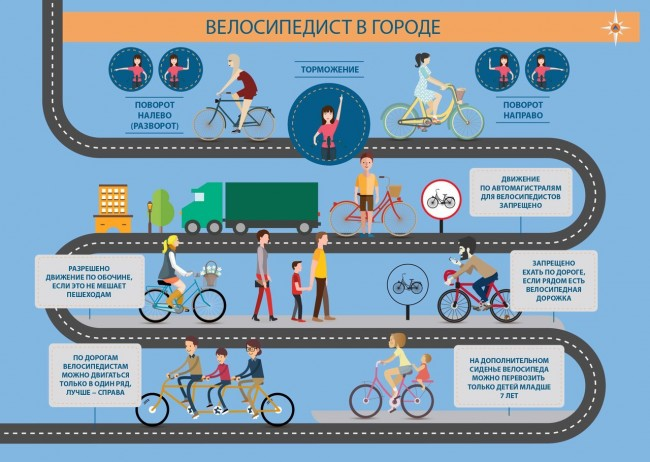 ВЕЛОСИПЕДИСТ В ГОРОДЕ
ПОВОРОТ
НАЛЕВО
(РАЗВОРОТ)
ТОРМОЖЕНИЕ
ПОВОРОТ
НАПРАВО
ДВИЖЕНИЕ
ПО АВТОМАГИСТРАЛЯМ
ДЛЯ ВЕЛОСИПЕДИСТОВ
ЗАПРЕЩЕНО
РАЗРЕШЕНО
ДВИЖЕНИЕ ПО ОБОЧИНЕ,
ЕСЛИ ЭТО НЕ МЕШАЕТ
ПЕШЕХОДАМ
ЗАПРЕЩЕНО
ЕХАТЬ ПО ДОРОГЕ,
ЕСЛИ РЯДОМ ЕСТЬ
ВЕЛОСИПЕДНАЯ
ДОРОЖКА
ПО ДОРОГАМ
ВЕЛОСИПЕДИСТАМ
МОЖНО ДВИГАТЬСЯ
ТОЛЬКО В ОДИН РЯД,
ЛУЧШЕ – СПРАВА
НА ДОПОЛНИТЕЛЬНОМ
СИДЕНЬЕ ВЕЛОСИПЕДА
МОЖНО ПЕРЕВОЗИТЬ
ТОЛЬКО ДЕТЕЙ МЛАДШЕ
7 ЛЕТ